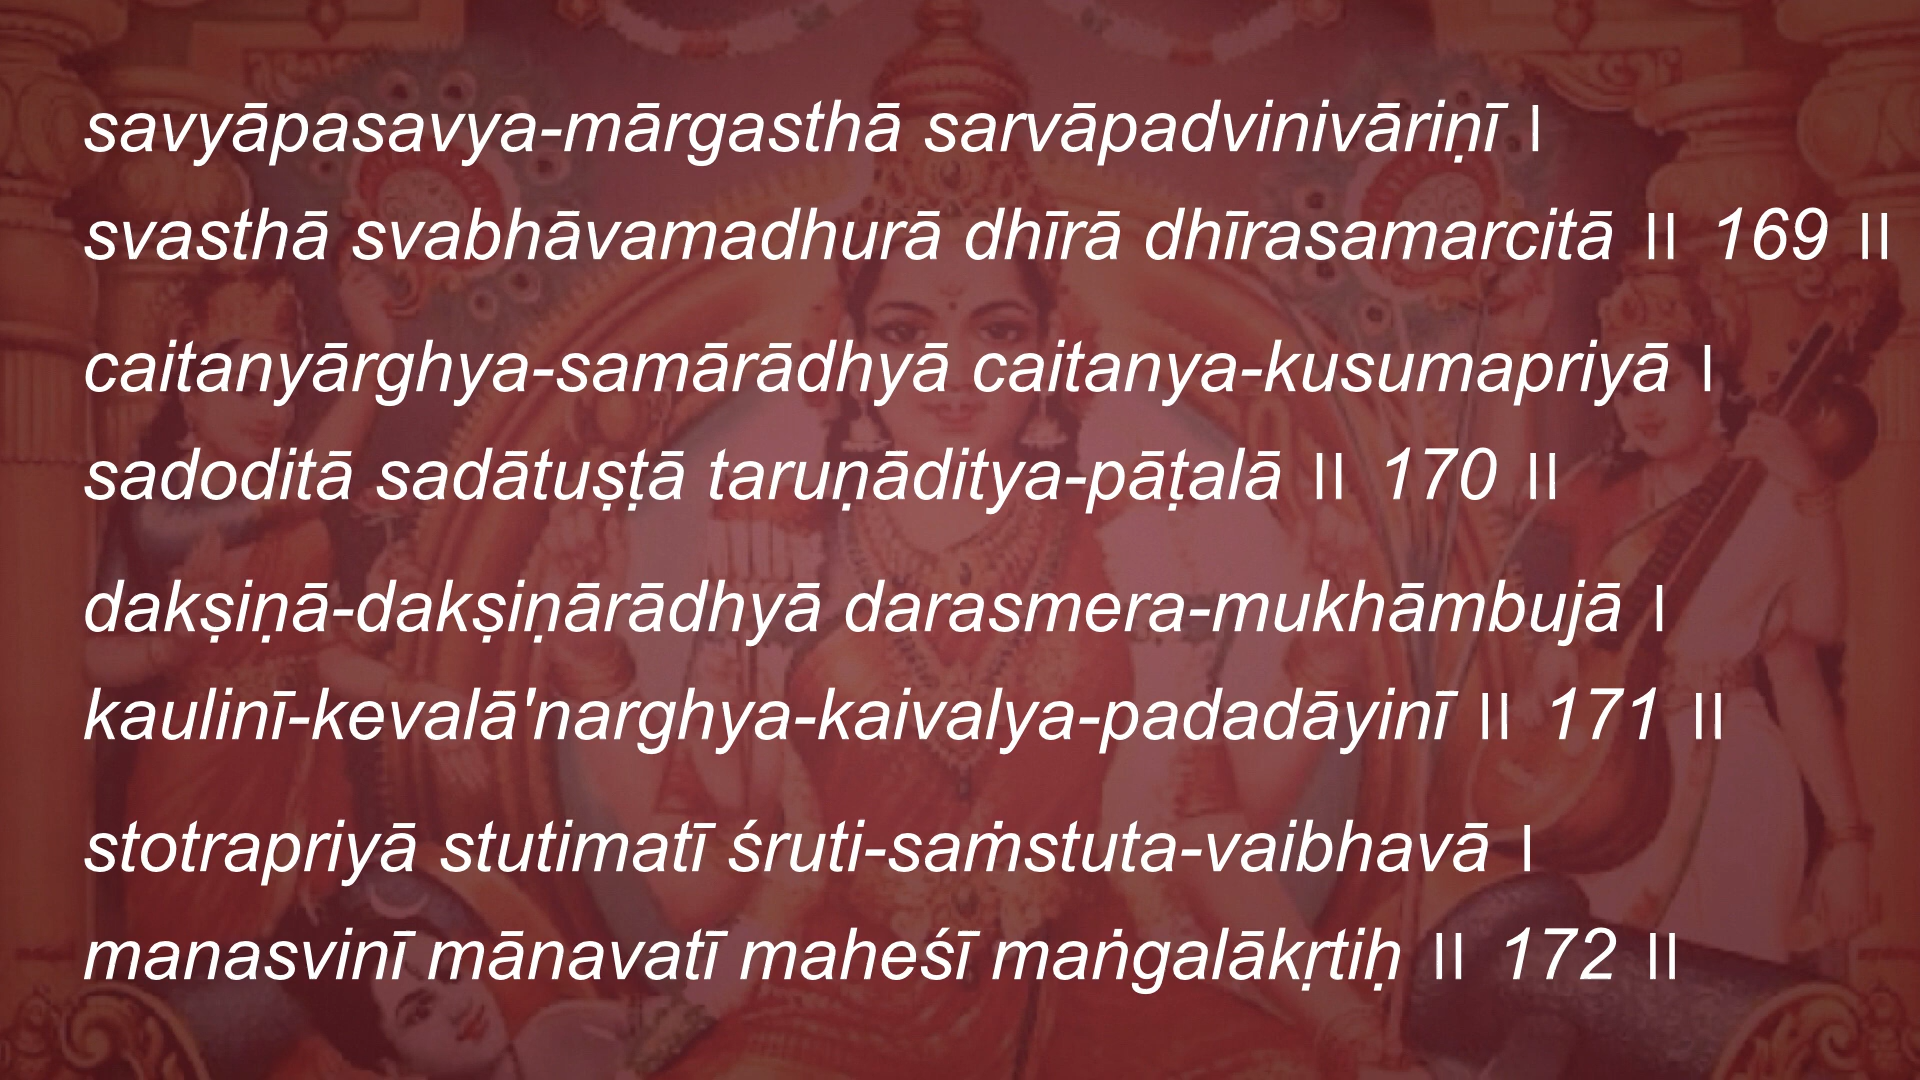 savyāpasavya-mārgasthā sarvāpadvinivāriṇī ।
svasthā svabhāvamadhurā dhīrā dhīrasamarcitā ॥ 169 ॥
caitanyārghya-samārādhyā caitanya-kusumapriyā ।
sadoditā sadātuṣṭā taruṇāditya-pāṭalā ॥ 170 ॥
dakṣiṇā-dakṣiṇārādhyā darasmera-mukhāmbujā ।
kaulinī-kevalā'narghya-kaivalya-padadāyinī ॥ 171 ॥
stotrapriyā stutimatī śruti-saṁstuta-vaibhavā ।
manasvinī mānavatī maheśī maṅgalākṛtiḥ ॥ 172 ॥